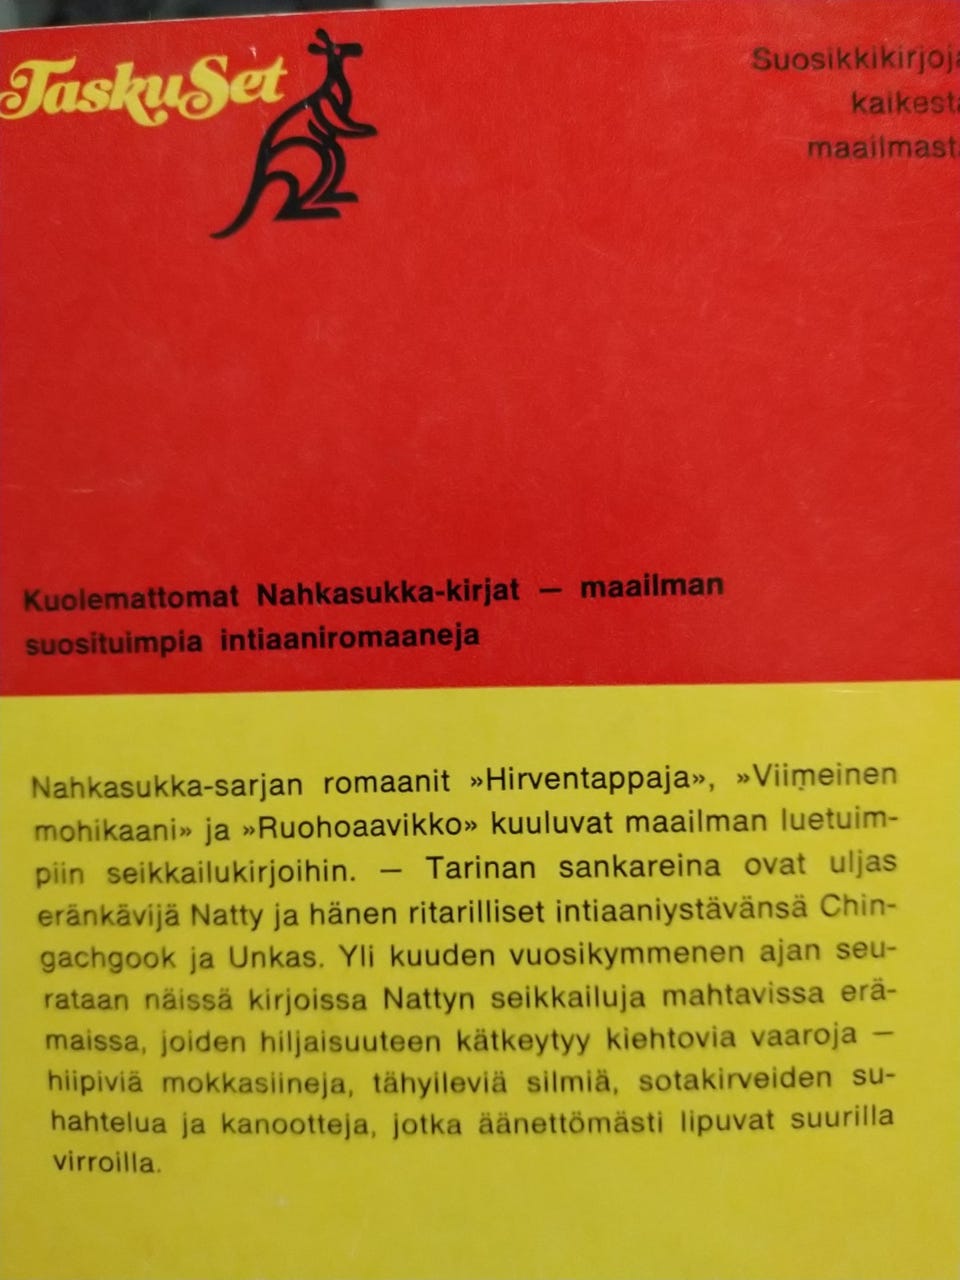 TaskuSet
Suosikkikirjoja
kaikesta
maailmasta
Kuolemattomat Nahkasukka-kirjat — maailman
suosituimpia intiaaniromaaneja
Nahkasukka-sarjan romaanit »Hirventappaja», »Viimeinen
mohikaani» ja »Ruohoaavikko» kuuluvat maailman luetuim-
piin seikkailukirjoihin. — Tarinan sankareina ovat uljas
eränkävijä Natty ja hänen ritarilliset intiaaniystävänsä Chin-
gachgook ja Unkas. Yli kuuden vuosikymmenen ajan seu-
rataan näissä kirjoissa Nattyn seikkailuja mahtavissa erä-
maissa, joiden hiljaisuuteen kätkeytyy kiehtovia vaaroja —
hiipiviä mokkasiineja, tähyileviä silmiä, sotakirveiden su-
hahtelua ja kanootteja, jotka äänettömästi lipuvat suurilla
virroilla.